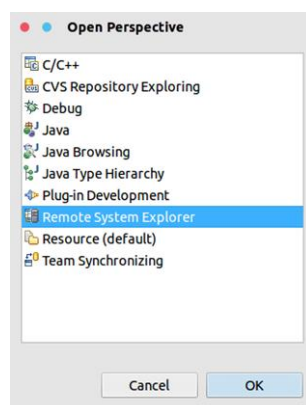 Open Perspective
C/C++
CVS Repository Exploring
Debug
Java
Java Browsing
Java Type Hierarchy
Plug-in Development
Remote System Explorer
Resource (default)
Team Synchronizing
Cancel OK